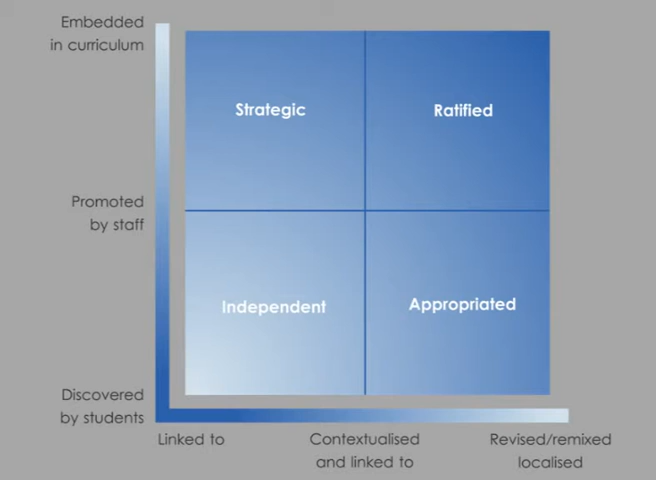 Embedded
in curriculum
Strategic
Ratified
Promoted
by staff
Independent
Appropriated
Discovered
by students
Linked to
Contextualised
and linked to
Revised/remixed
localised